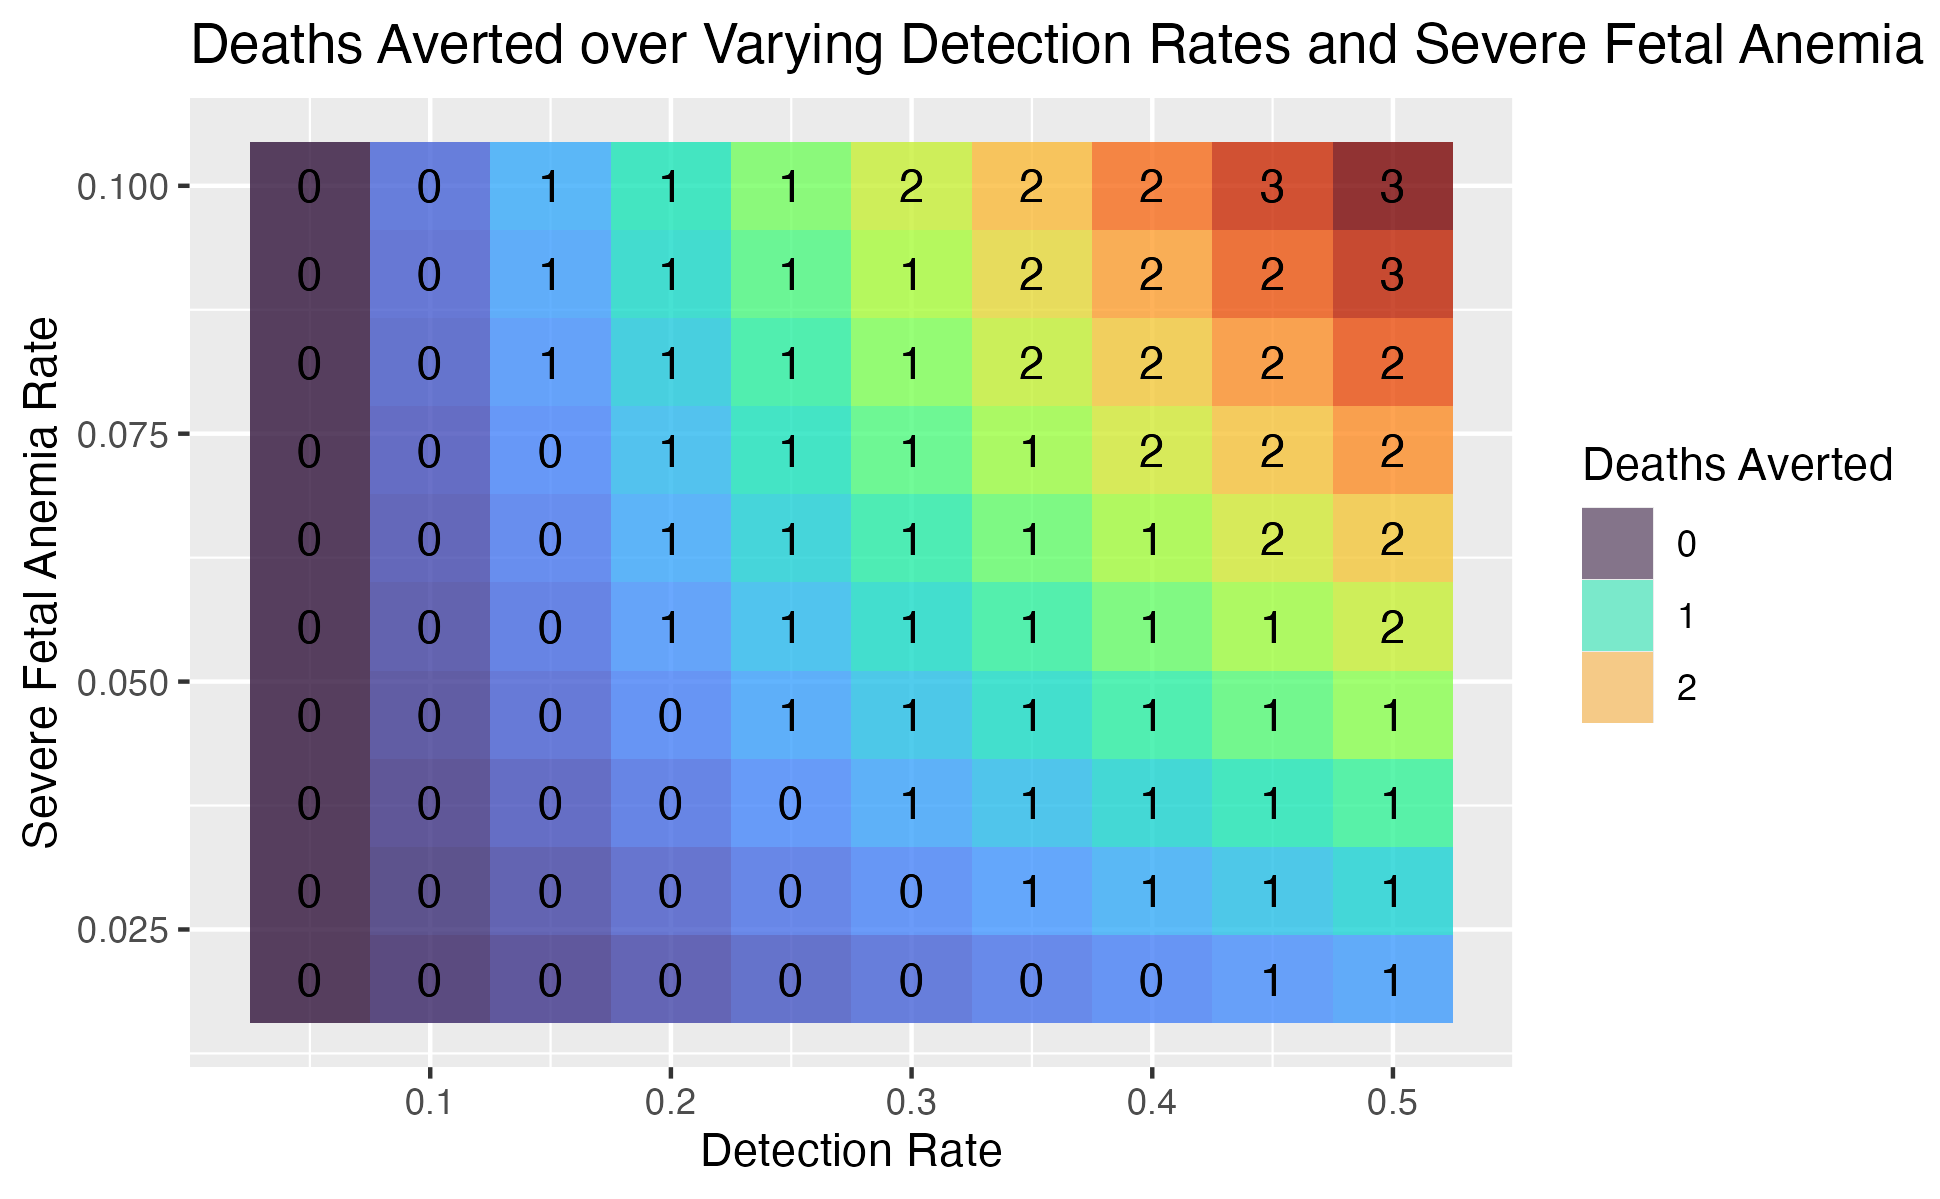 Deaths Averted over Varying Detection Rates and Severe Fetal Anemia
0.100 0 0 1 1 1 2 2 2 3 3
0 0 1 1 1 1 2 2 2 3
0 0 1 1 1 1 2 2 2 2
0.075 0 0 0 1 1 1 1 2 2 2
0 0 0 1 1 1 1 1 2 2
0 0 0 1 1 1 1 1 1 2
0.050 0 0 0 0 1 1 1 1 1 1
0 0 0 0 0 1 1 1 1 1
0 0 0 0 0 0 1 1 1 1
0.025
0 0 0 0 0 0 0 0 1 1
0.1 0.2 0.3 0.4 0.5
Detection Rate
Severe Fetal Anemia Rate
Deaths Averted
0
1
2